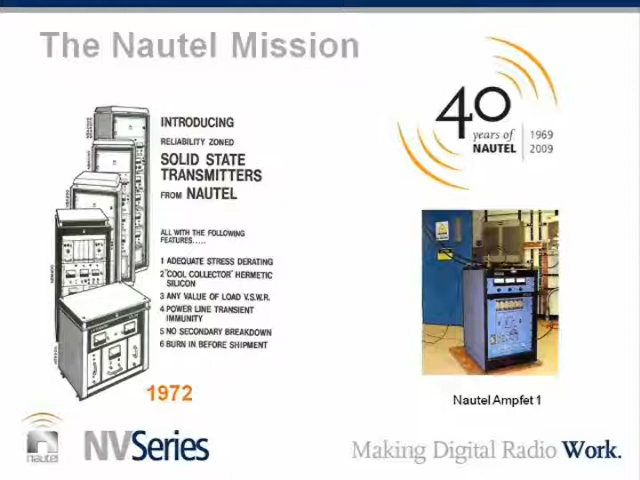 The Nautel Mission
INTRODUCING
RELIABILITY ZONED
SOLID STATE
TRANSMITTERS
FROM NAUTEL
ALL WITH THE FOLLOWING
FEATURES.....
1 ADEQUATE STRESS DERATING
2 "COOL COLLECTOR" HERMETIC
SILICON
3 ANY VALUE OF LOAD V.S.W.R.
4 POWER LINE TRANSIENT
IMMUNITY
5 NO SECONDARY BREAKDOWN
6 BURN IN BEFORE SHIPMENT
1972
40
years of
NAUTEL
1969
2009
Nautel Ampfet 1
nautel
NVSeries
Making Digital Radio Work.